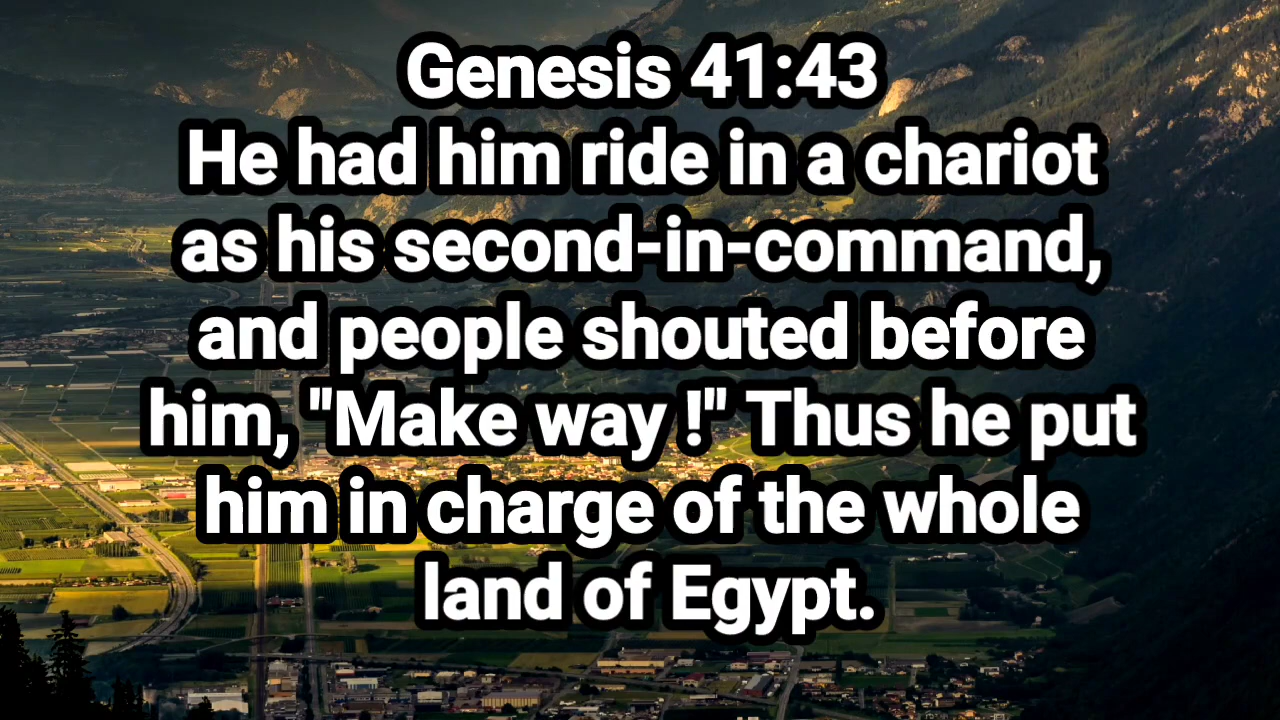 Genesis 41:43
He had him ride in a chariot
as his second-in-command,
and people shouted before
him, "Make way !" Thus he put
him in charge of the whole
land of Egypt.